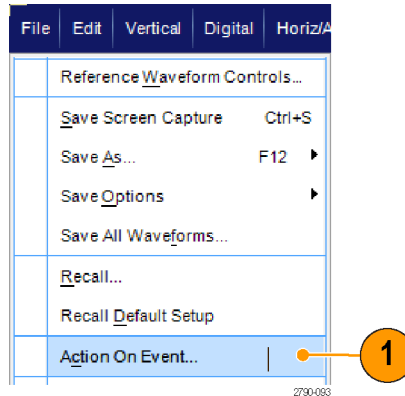 File Edit Vertical Digital Horiz/A
Reference Waveform Controls...
Save Screen Capture Ctrl+S
Save As... F12
Save Options
Save All Waveforms...
Recall...
Recall Default Setup
Action On Event...
1
2790-093